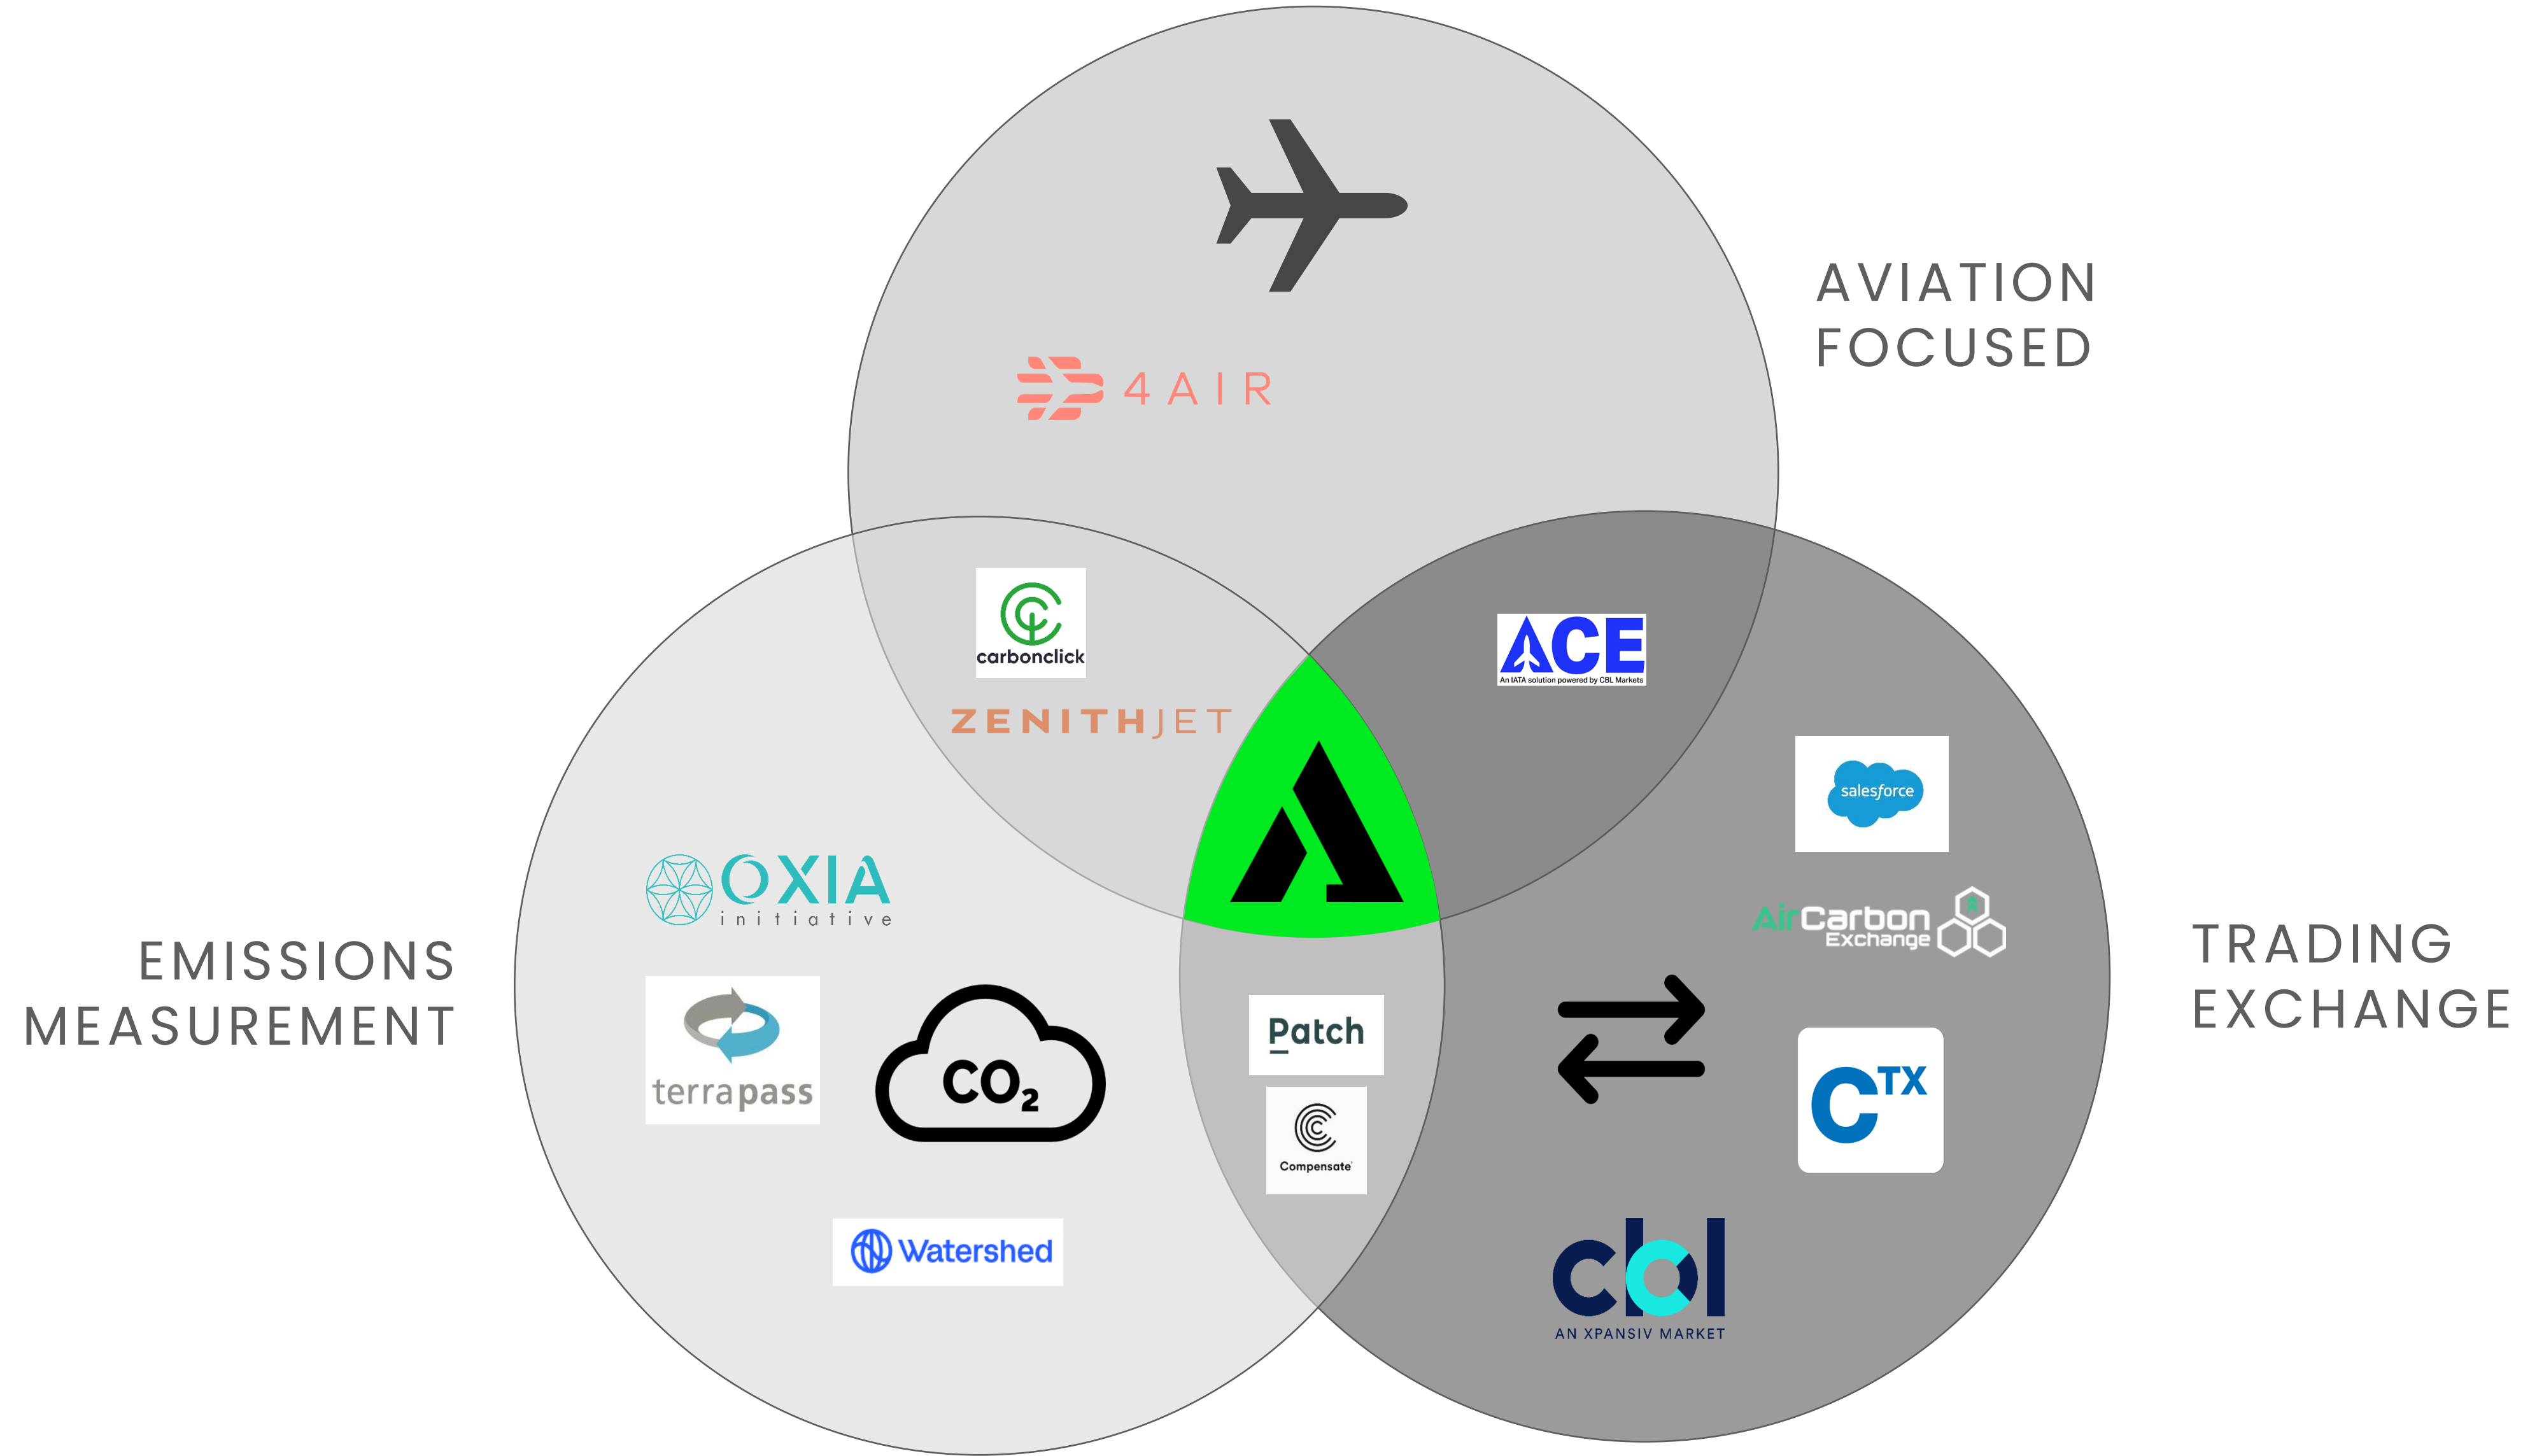 AVIATION
FOCUSED
4AIR
carbonclick
ZENITHJET
ACE
An IATA solution powered by CBL Markets
salesforce
OXIA
initiative
AirCarbon
Exchange
EMISSIONS
MEASUREMENT
TRADING
EXCHANGE
terrapass
CO₂
Patch
Compensate
CTX
Watershed
cbl
AN XPANSIV MARKET